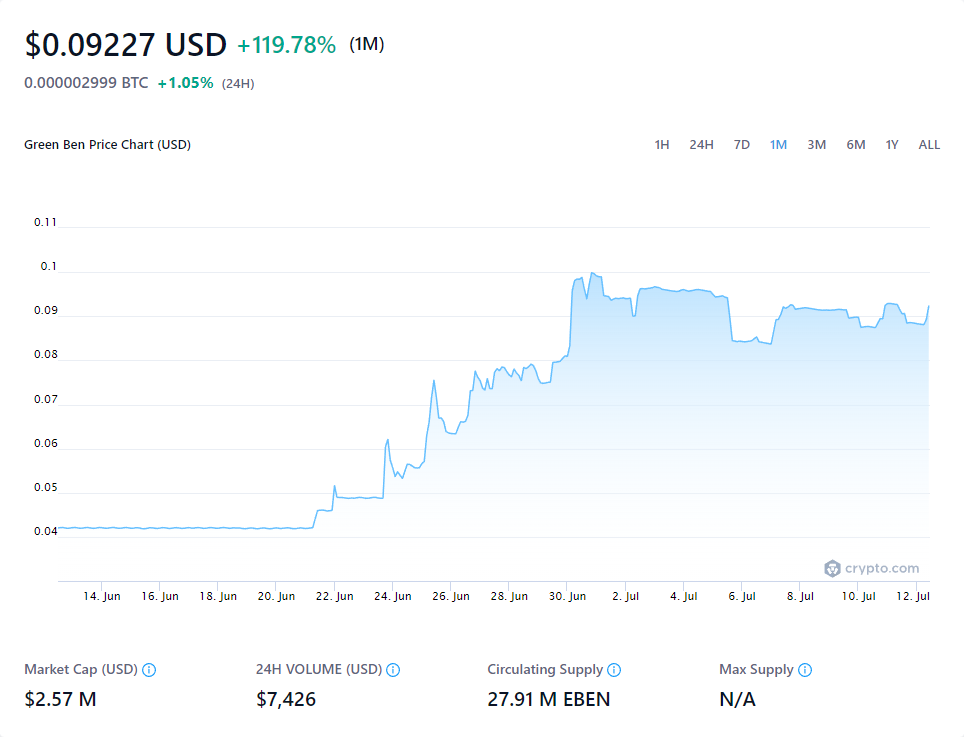 $0.09227 USD +119.78% (1M)
0.000002999 BTC +1.05% (24H)
Green Ben Price Chart (USD) 1H 24H 7D 1M 3M 6M 1Y ALL
0.11
0.1
0.09
0.08
0.07
0.06
0.05
0.04
crypto.com
14. Jun 16. Jun 18. Jun 20. Jun 22. Jun 24. Jun 26. Jun 28. Jun 30. Jun 2. Jul 4. Jul 6. Jul 8. Jul 10. Jul 12. Jul
Market Cap (USD) 24H VOLUME (USD) Circulating Supply Max Supply
$2.57 M $7,426 27.91 M EBEN N/A